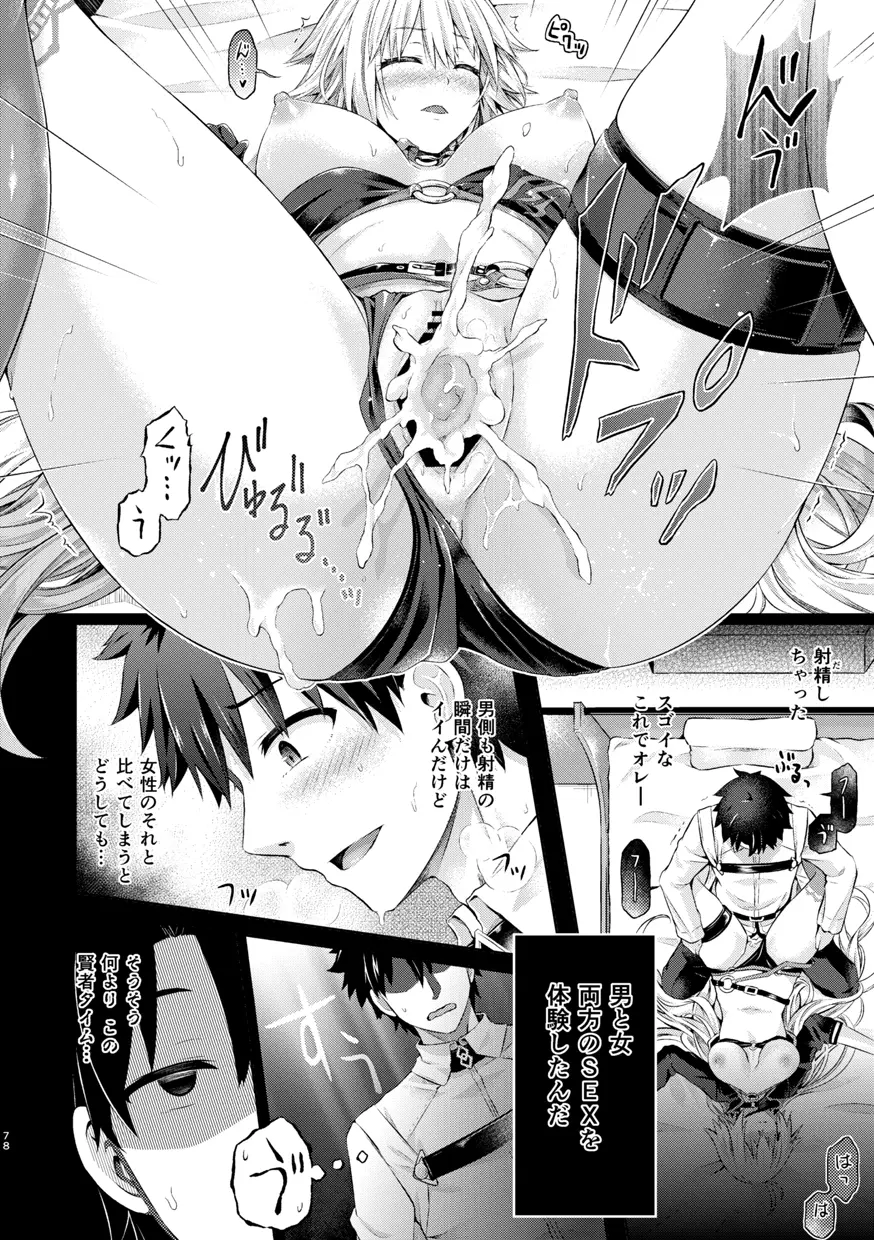 ん…♥
ピクッ
んう
ドプ
くッ…
う
びゅるるる…
射精し
ちゃった
スゴイな
これでオレー
ぶるっ
フー
フー
はっ
は
男と女
両方のSEXを
体験したんだ
男側も射精の
瞬間だけは
イイんだけど
女性のそれと
比べてしまうと
どうしても…
フッ
フゥ
すぅ
そうそう
何より この
賢者タイム…
78